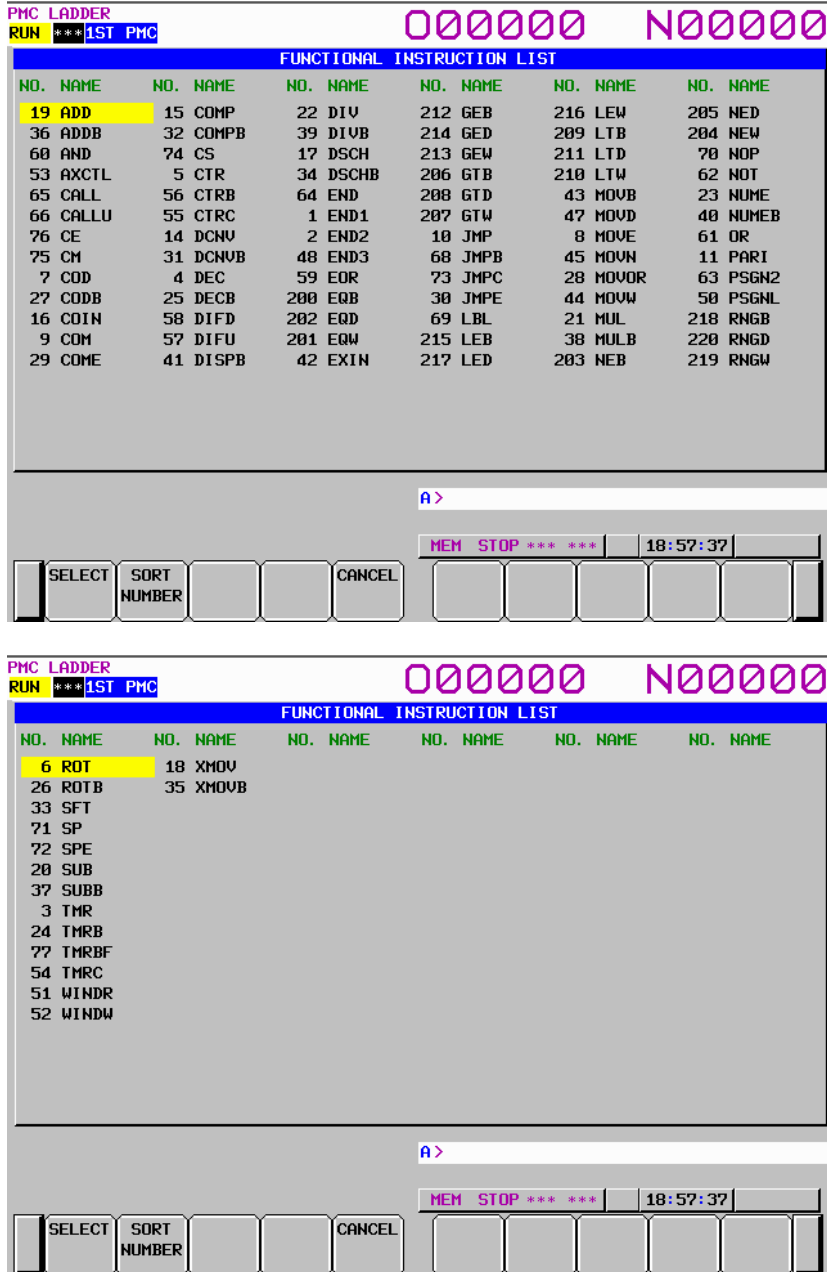 PMC LADDER
RUN ***1ST PMC O00000 N00000
FUNCTIONAL INSTRUCTION LIST
NO. NAME NO. NAME NO. NAME NO. NAME NO. NAME NO. NAME
19 ADD 15 COMP 22 DIV 212 GEB 216 LEW 205 NED
36 ADDB 32 COMPB 39 DIVB 214 GED 209 LTB 204 NEW
60 AND 74 CS 17 DSCH 213 GEW 211 LTD 70 NOP
53 AXCTL 5 CTR 34 DSCHB 206 GTB 210 LTW 62 NOT
65 CALL 56 CTRB 64 END 208 GTD 43 MOVB 23 NUME
66 CALLU 55 CTRC 1 END1 207 GTW 47 MOVD 40 NUMEB
76 CE 14 DCNV 2 END2 10 JMP 8 MOVE 61 OR
75 CM 31 DCNVB 48 END3 68 JMPB 45 MOVN 11 PARI
7 COD 4 DEC 59 EOR 73 JMPC 28 MOVOR 63 PSGN2
27 CODB 25 DECB 200 EQB 30 JMPE 44 MOVW 50 PSGNL
16 COIN 58 DIFD 202 EQD 69 LBL 21 MUL 218 RNGB
9 COM 57 DIFU 201 EQW 215 LEB 38 MULB 220 RNGD
29 COME 41 DISPB 42 EXIN 217 LED 203 NEB 219 RNGW
A>
MEM STOP *** *** 18:57:37
SELECT SORT NUMBER CANCEL
PMC LADDER
RUN ***1ST PMC O00000 N00000
FUNCTIONAL INSTRUCTION LIST
NO. NAME NO. NAME NO. NAME NO. NAME NO. NAME NO. NAME
6 ROT 18 XMOV
26 ROTB 35 XMOVB
33 SFT
71 SP
72 SPE
20 SUB
37 SUBB
3 TMR
24 TMRB
77 TMRBF
54 TMRC
51 WINDR
52 WINDW
A>
MEM STOP *** *** 18:57:37
SELECT SORT NUMBER CANCEL